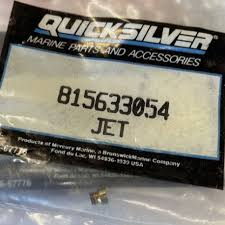 QUICKSILVER
MARINE PARTS AND ACCESSORIES
815633054
JET
Products of Mercury Marine, a Brunswick Marine Company
Fond du Lac, WI 54936-1939 USA
-67776